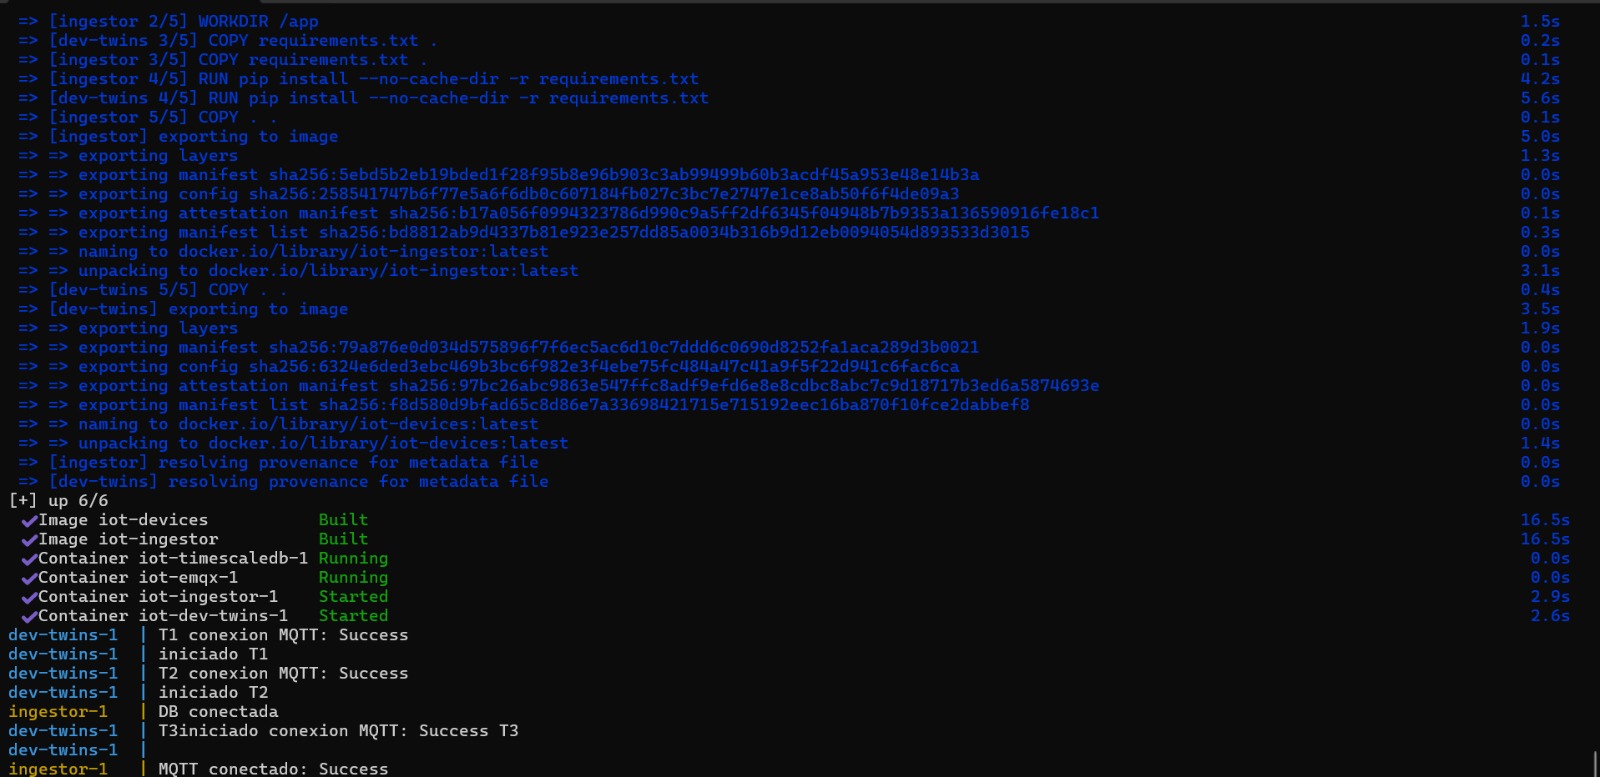 => [ingestor 2/5] WORKDIR /app 1.5s
=> [dev-twins 3/5] COPY requirements.txt . 0.2s
=> [ingestor 3/5] COPY requirements.txt . 0.1s
=> [ingestor 4/5] RUN pip install --no-cache-dir -r requirements.txt 4.2s
=> [dev-twins 4/5] RUN pip install --no-cache-dir -r requirements.txt 5.6s
=> [ingestor 5/5] COPY . . 0.1s
=> [ingestor] exporting to image 5.0s
=> => exporting layers 1.3s
=> => exporting manifest sha256:5ebd5b2eb19bded1f28f95b8e96b903c3ab99499b60b3acdf45a953e48e14b3a 0.0s
=> => exporting config sha256:258541747b6f77e5a6f6db0c607184fb027c3bc7e2747e1ce8ab50f6f4de09a3 0.0s
=> => exporting attestation manifest sha256:b17a056f0994323786d990c9a5ff2df6345f04948b7b9353a136590916fe18c1 0.1s
=> => exporting manifest list sha256:bd8812ab9d4337b81e923e257dd85a0034b316b9d12eb0094054d893533d3015 0.3s
=> => naming to docker.io/library/iot-ingestor:latest 0.0s
=> => unpacking to docker.io/library/iot-ingestor:latest 3.1s
=> [dev-twins 5/5] COPY . . 0.4s
=> [dev-twins] exporting to image 3.5s
=> => exporting layers 1.9s
=> => exporting manifest sha256:79a876e0d034d575896f7f6ec5ac6d10c7ddd6c0690d8252fa1aca289d3b0021 0.0s
=> => exporting config sha256:6324e6ded3ebc469b3bc6f982e3f4ebe75fc484a47c41a9f5f22d941c6fac6ca 0.0s
=> => exporting attestation manifest sha256:97bc26abc9863e547ffc8adf9efd6e8e8cdbc8abc7c9d18717b3ed6a5874693e 0.0s
=> => exporting manifest list sha256:f8d580d9bfad65c8d86e7a33698421715e715192eec16ba870f10fce2dabbef8 0.0s
=> => naming to docker.io/library/iot-devices:latest 0.0s
=> => unpacking to docker.io/library/iot-devices:latest 1.4s
=> [ingestor] resolving provenance for metadata file 0.0s
=> [dev-twins] resolving provenance for metadata file 0.0s
[+] up 6/6
✔Image iot-devices Built 16.5s
✔Image iot-ingestor Built 16.5s
✔Container iot-timescaledb-1 Running 0.0s
✔Container iot-emqx-1 Running 0.0s
✔Container iot-ingestor-1 Started 2.9s
✔Container iot-dev-twins-1 Started 2.6s
dev-twins-1 | T1 conexion MQTT: Success
dev-twins-1 | iniciado T1
dev-twins-1 | T2 conexion MQTT: Success
dev-twins-1 | iniciado T2
ingestor-1 | DB conectada
dev-twins-1 | T3iniciado conexion MQTT: Success T3
dev-twins-1 |
ingestor-1 | MQTT conectado: Success